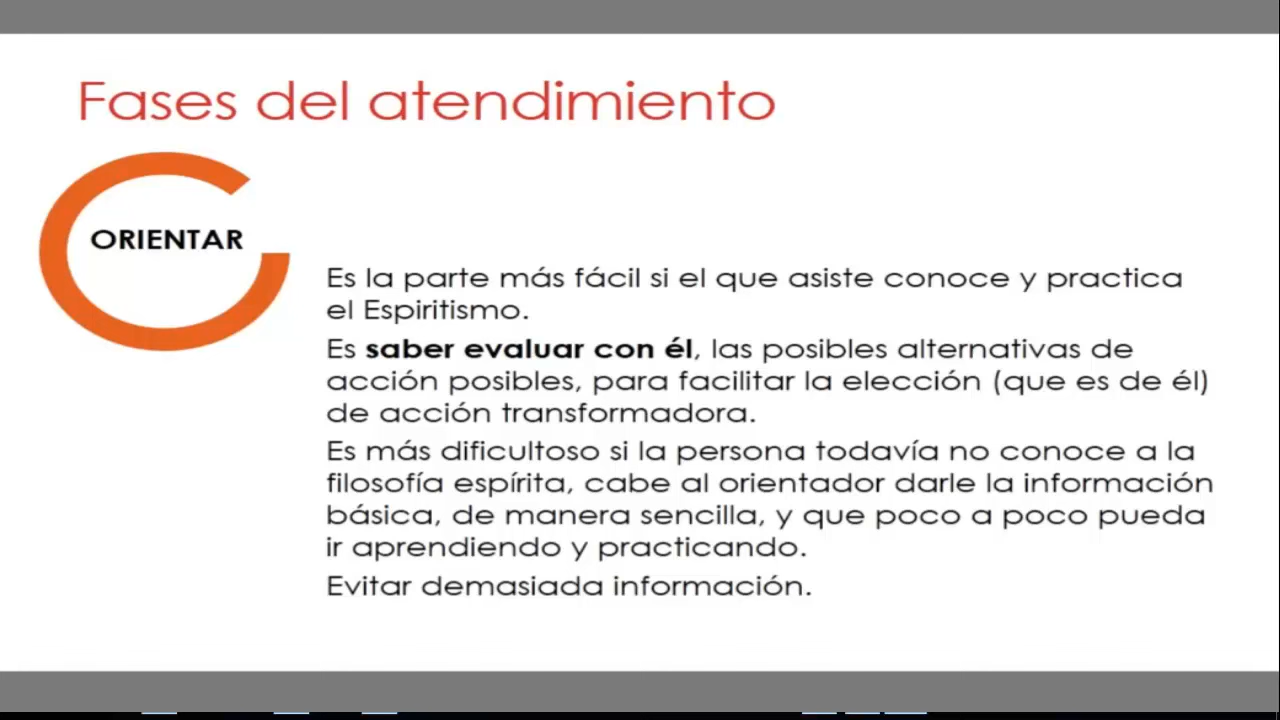 Fases del atendimiento
ORIENTAR
Es la parte más fácil si el que asiste conoce y practica
el Espiritismo.
Es saber evaluar con él, las posibles alternativas de
acción posibles, para facilitar la elección (que es de él)
de acción transformadora.
Es más dificultoso si la persona todavía no conoce a la
filosofía espírita, cabe al orientador darle la información
básica, de manera sencilla, y que poco a poco pueda
ir aprendiendo y practicando.
Evitar demasiada información.